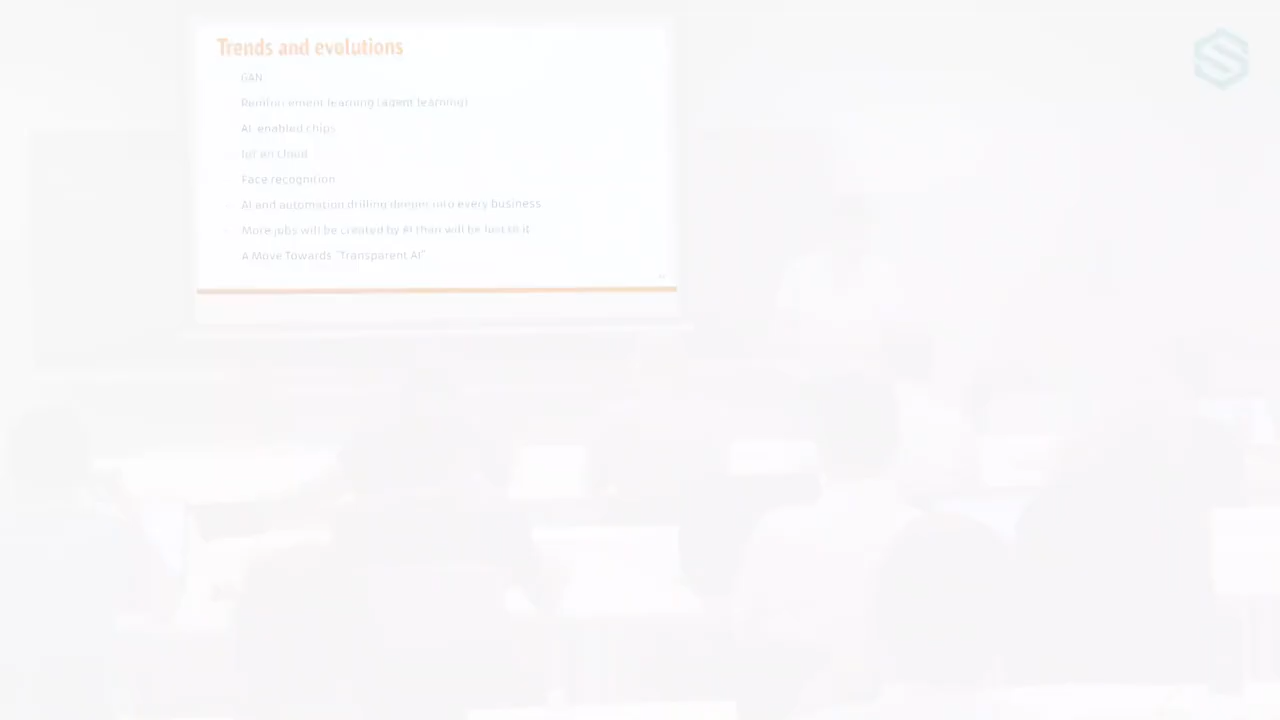 Trends and evolutions
GAN
Reinforcement learning (agent learning)
AI enabled chips
IoT on Cloud
Face recognition
AI and automation drilling deeper into every business
More jobs will be created by AI than will be lost to it
A Move Towards "Transparent AI"